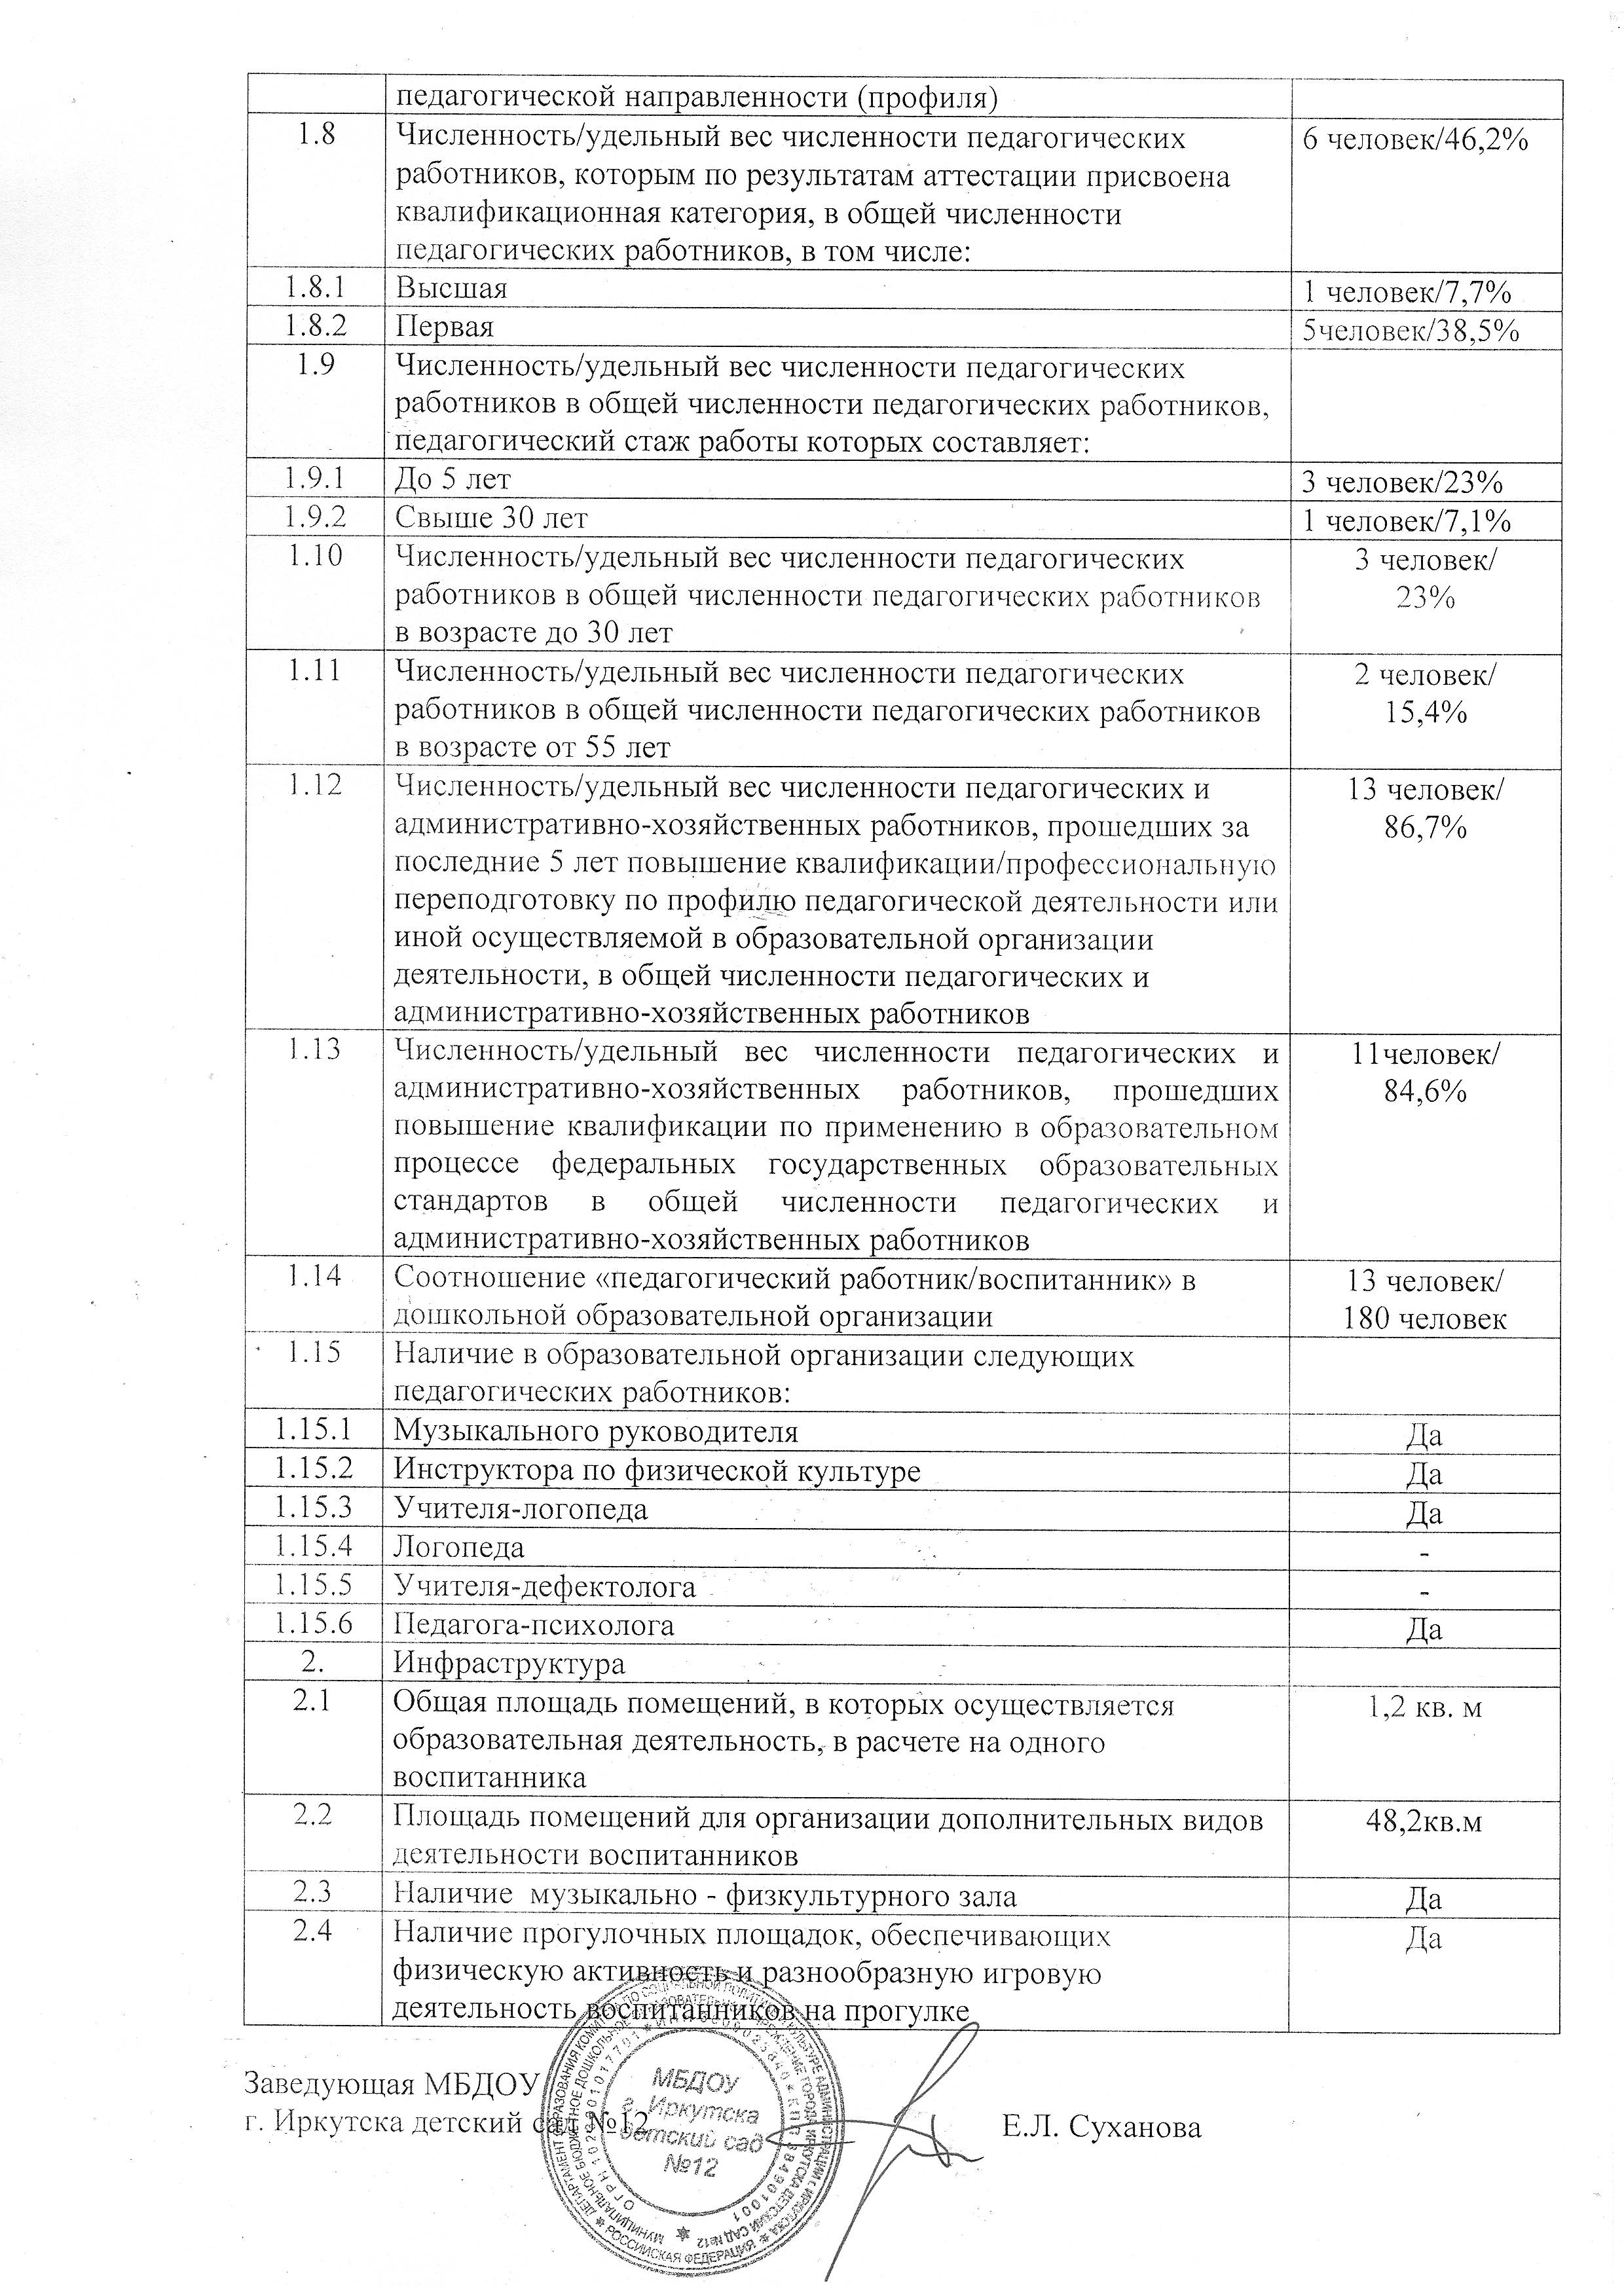 педагогической направленности (профиля)
1.8 Численность/удельный вес численности педагогических 6 человек/46,2%
работников, которым по результатам аттестации присвоена
квалификационная категория, в общей численности
педагогических работников, в том числе:
1.8.1 Высшая 1 человек/7,7%
1.8.2 Первая 5человек/38,5%
1.9 Численность/удельный вес численности педагогических
работников в общей численности педагогических работников,
педагогический стаж работы которых составляет:
1.9.1 До 5 лет 3 человек/23%
1.9.2 Свыше 30 лет 1 человек/7,1%
1.10 Численность/удельный вес численности педагогических 3 человек/
работников в общей численности педагогических работников 23%
в возрасте до 30 лет
1.11 Численность/удельный вес численности педагогических 2 человек/
работников в общей численности педагогических работников 15,4%
в возрасте от 55 лет
1.12 Численность/удельный вес численности педагогических и 13 человек/
административно-хозяйственных работников, прошедших за 86,7%
последние 5 лет повышение квалификации/профессиональную
переподготовку по профилю педагогической деятельности или
иной осуществляемой в образовательной организации
деятельности, в общей численности педагогических и
административно-хозяйственных работников
1.13 Численность/удельный вес численности педагогических и 11человек/
административно-хозяйственных работников, прошедших 84,6%
повышение квалификации по применению в образовательном
процессе федеральных государственных образовательных
стандартов в общей численности педагогических и
административно-хозяйственных работников
1.14 Соотношение «педагогический работник/воспитанник» в 13 человек/
дошкольной образовательной организации 180 человек
1.15 Наличие в образовательной организации следующих
педагогических работников:
1.15.1 Музыкального руководителя Да
1.15.2 Инструктора по физической культуре Да
1.15.3 Учителя-логопеда Да
1.15.4 Логопеда -
1.15.5 Учителя-дефектолога -
1.15.6 Педагога-психолога Да
2. Инфраструктура
2.1 Общая площадь помещений, в которых осуществляется 1,2 кв. м
образовательная деятельность, в расчете на одного
воспитанника
2.2 Площадь помещений для организации дополнительных видов 48,2кв.м
деятельности воспитанников
2.3 Наличие музыкально - физкультурного зала Да
2.4 Наличие прогулочных площадок, обеспечивающих Да
физическую активность и разнообразную игровую
деятельность воспитанников на прогулке
Заведующая МБДОУ
г. Иркутска детский сад №12 Е.Л. Суханова
МБДОУ
г. Иркутска
детский сад
№12
РОССИЙСКАЯ ФЕДЕРАЦИЯ